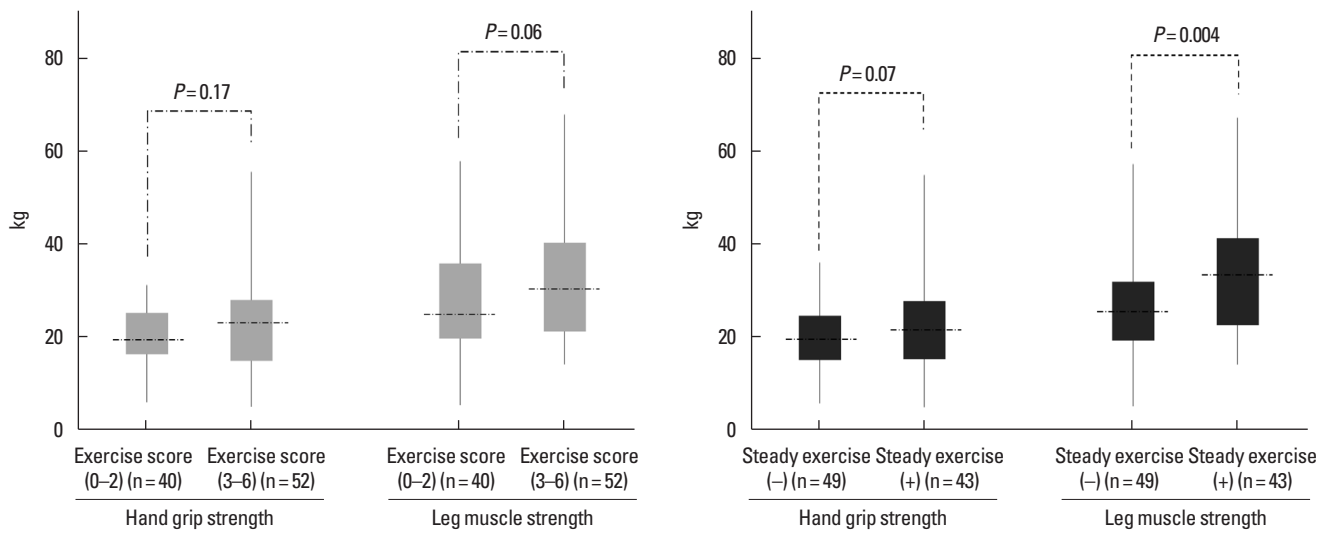 P=0.17
P=0.06
80
60
40
20
0
kg
Exercise score
(0–2) (n=40)
Exercise score
(3–6) (n=52)
Hand grip strength
Exercise score
(0–2) (n=40)
Exercise score
(3–6) (n=52)
Leg muscle strength
P=0.07
P=0.004
80
60
40
20
0
kg
Steady exercise
(–) (n=49)
Steady exercise
(+) (n=43)
Hand grip strength
Steady exercise
(–) (n=49)
Steady exercise
(+) (n=43)
Leg muscle strength